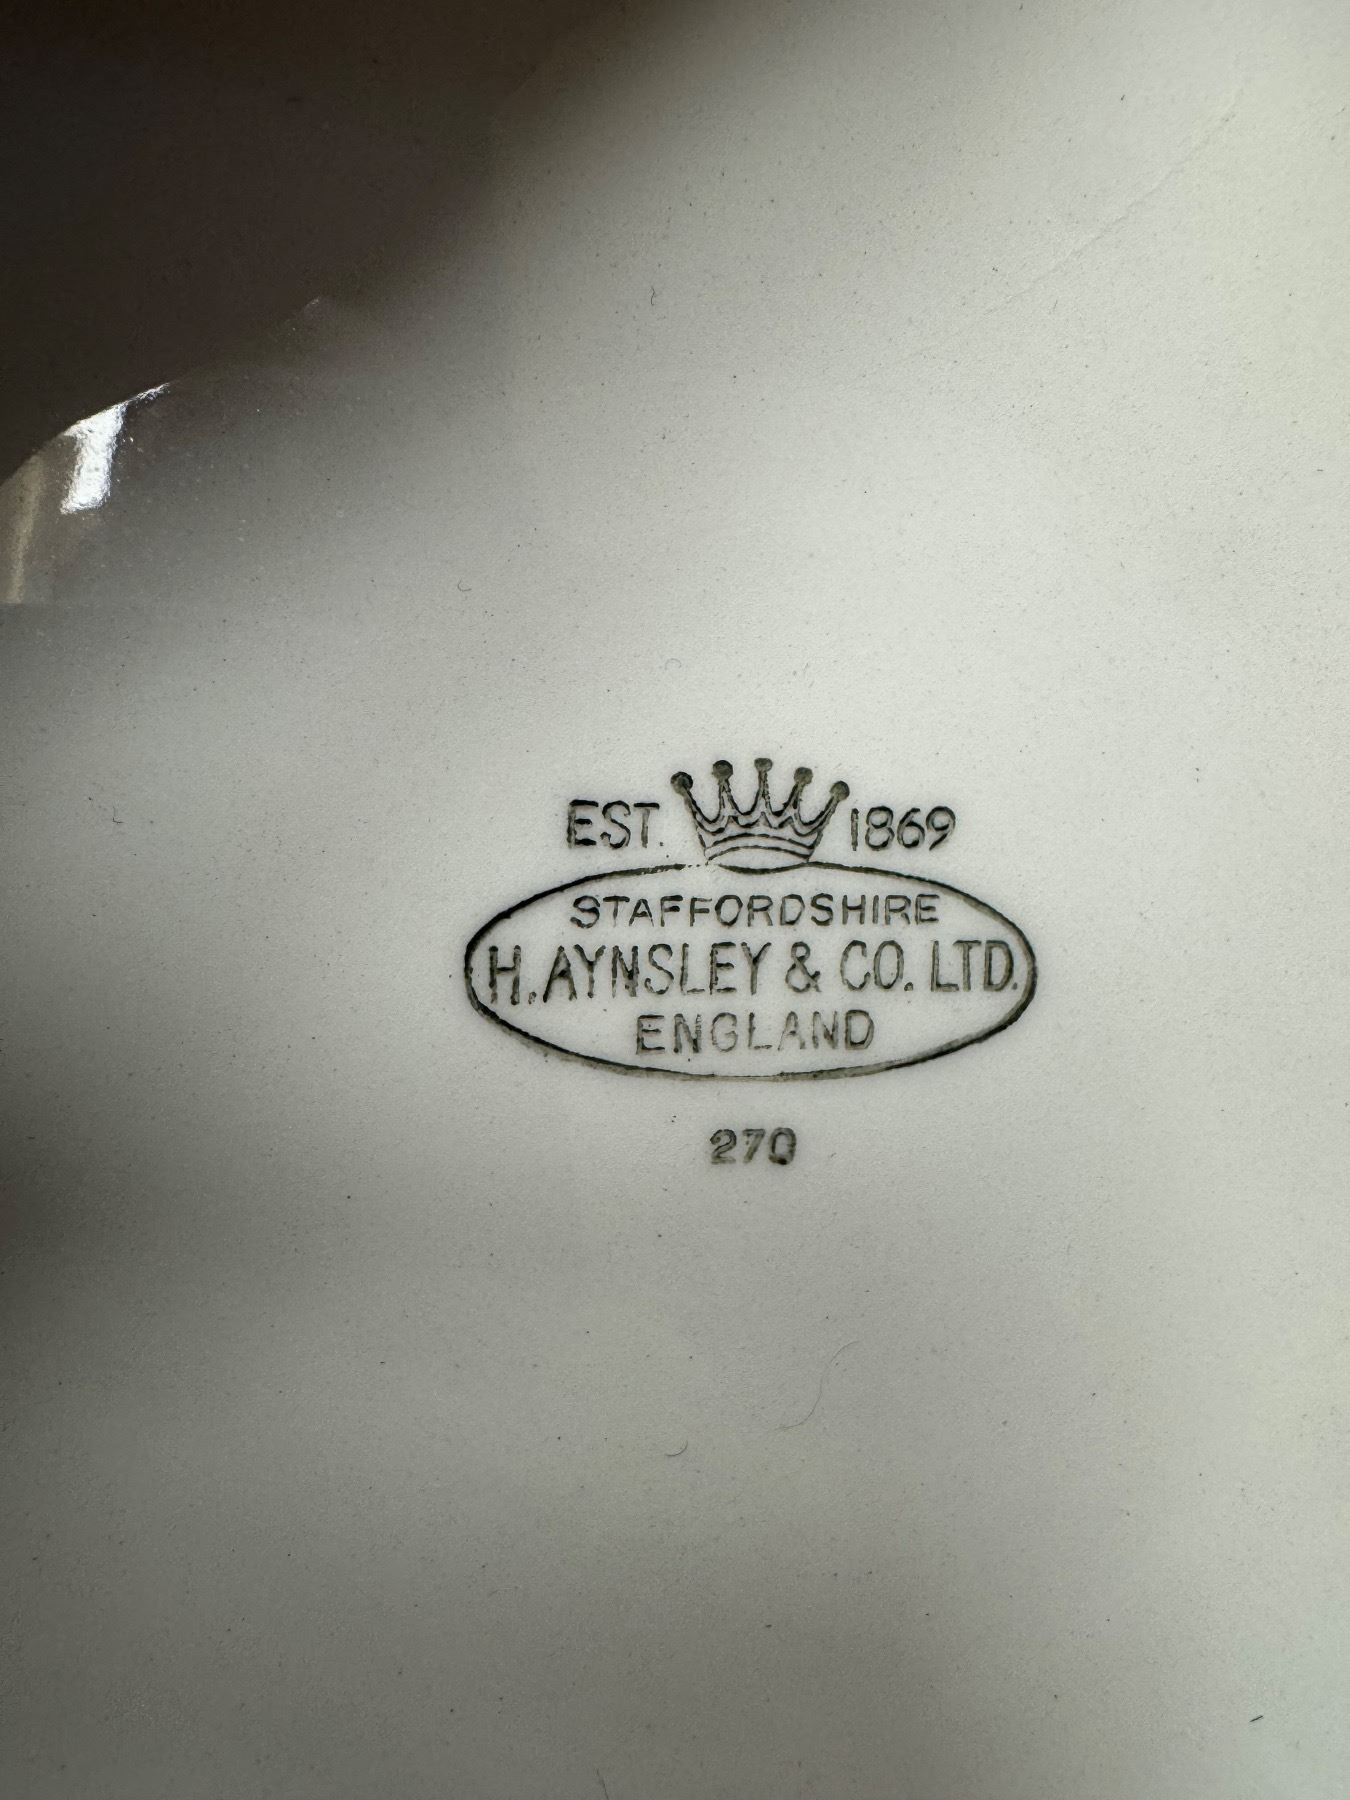 EST. 1869
STAFFORDSHIRE
H. AYNSLEY & CO. LTD.
ENGLAND
270